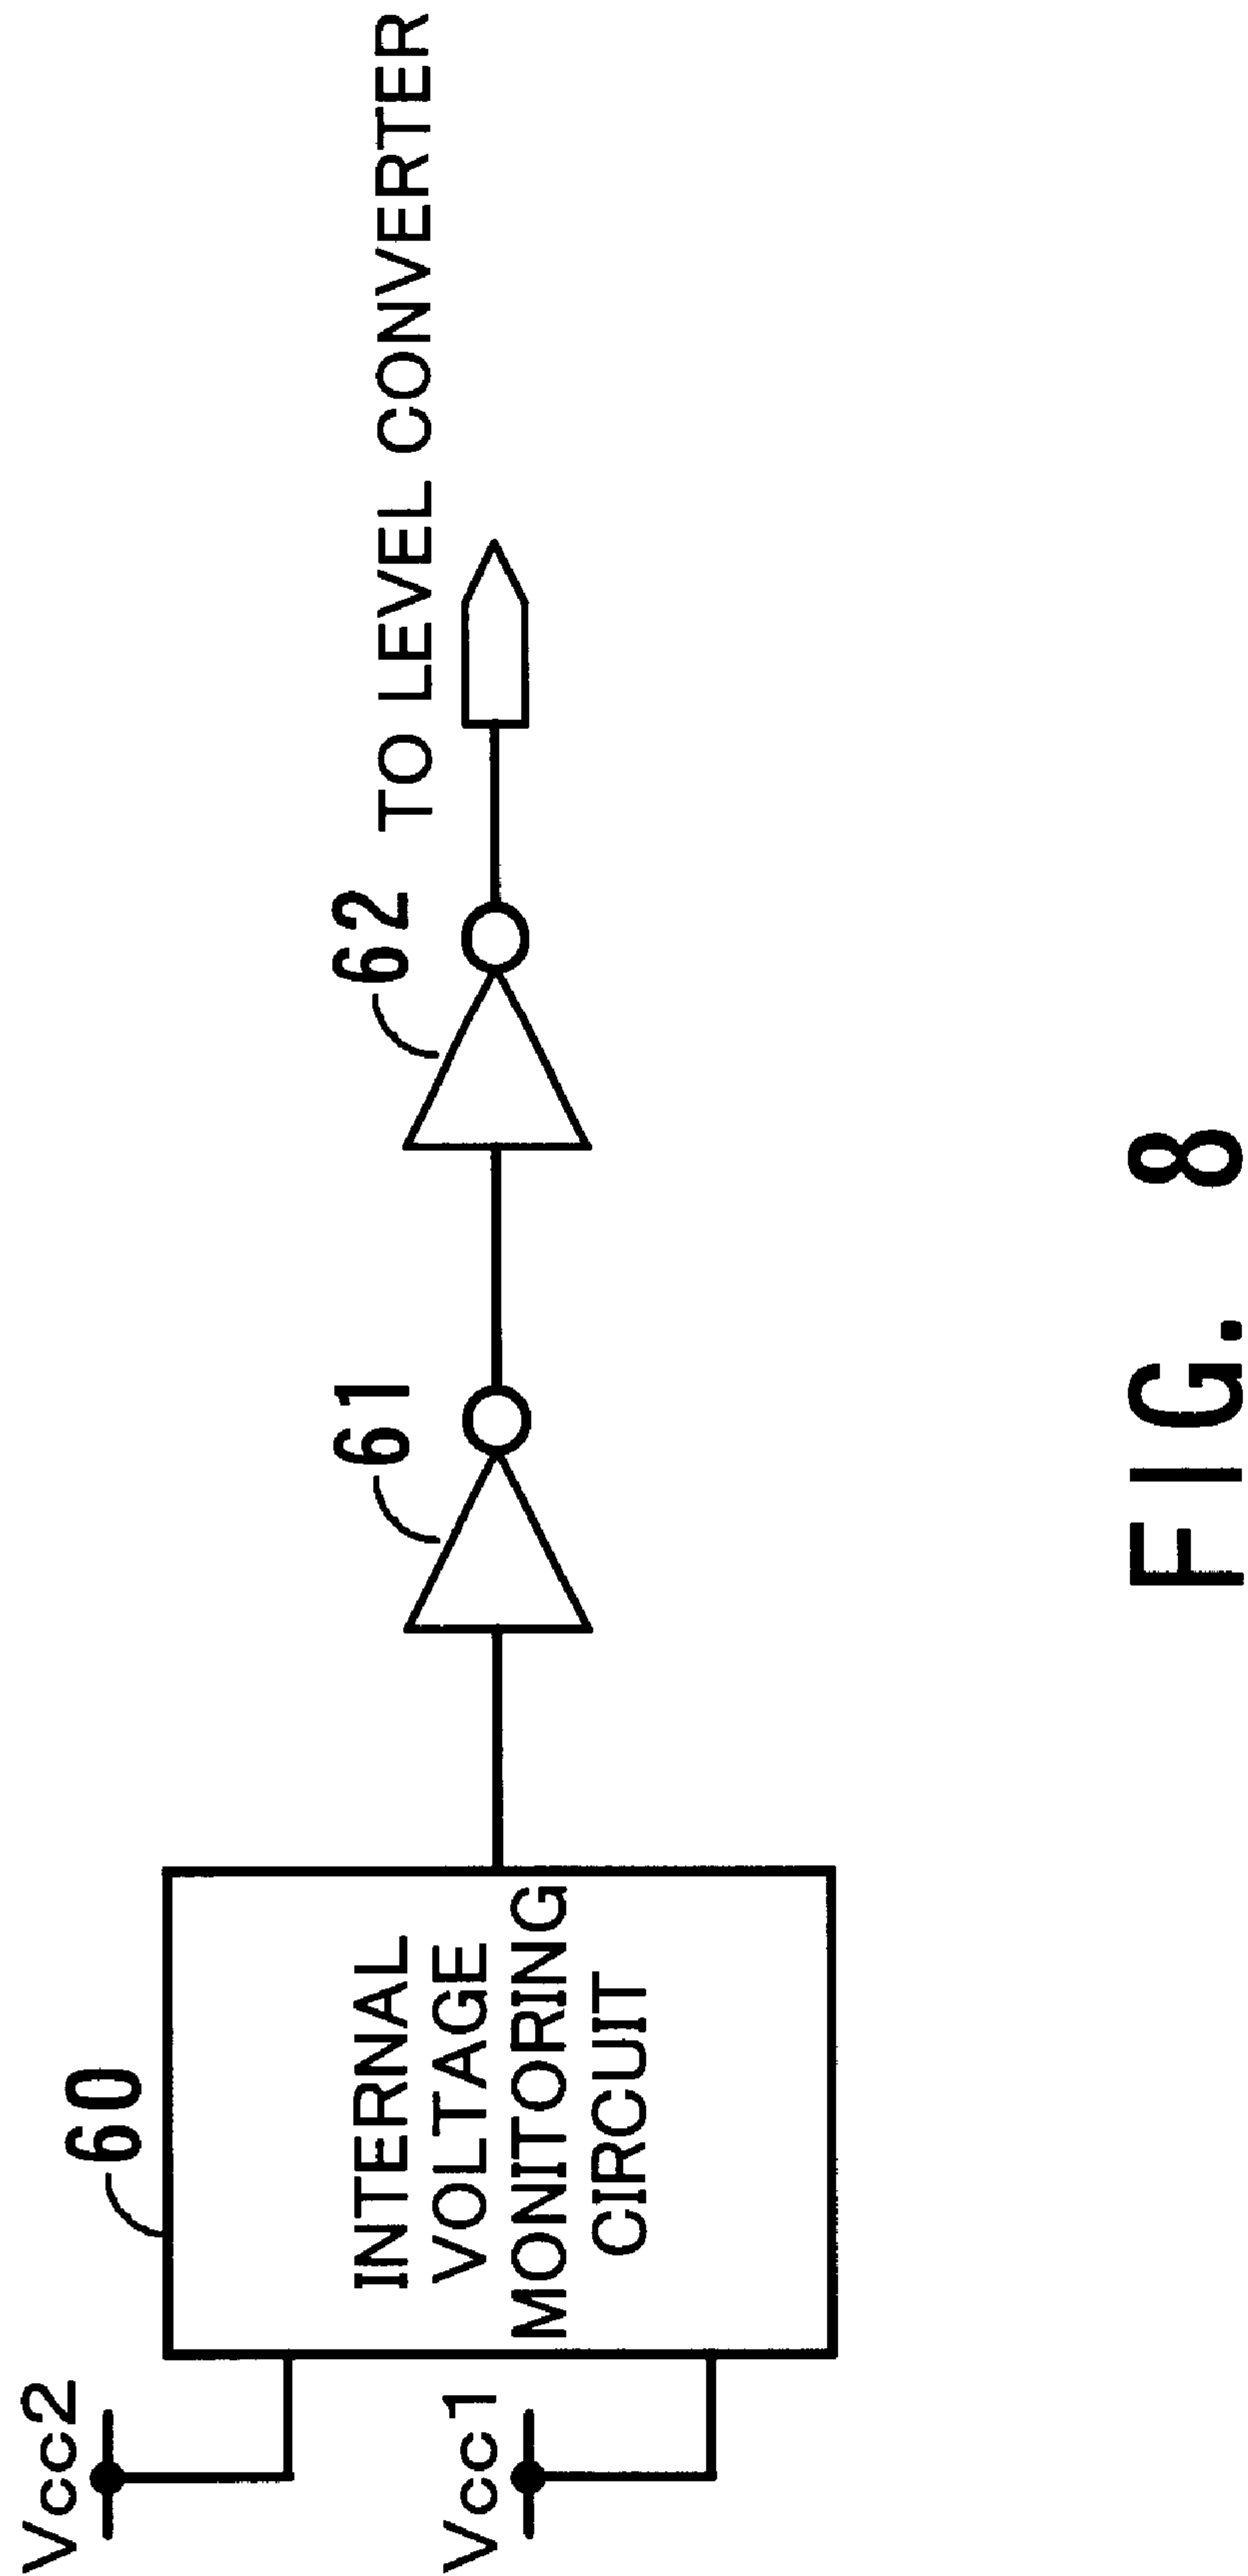 Vcc2
60
INTERNAL
VOLTAGE
MONITORING
CIRCUIT
Vcc1
61
62
TO LEVEL CONVERTER
FIG. 8